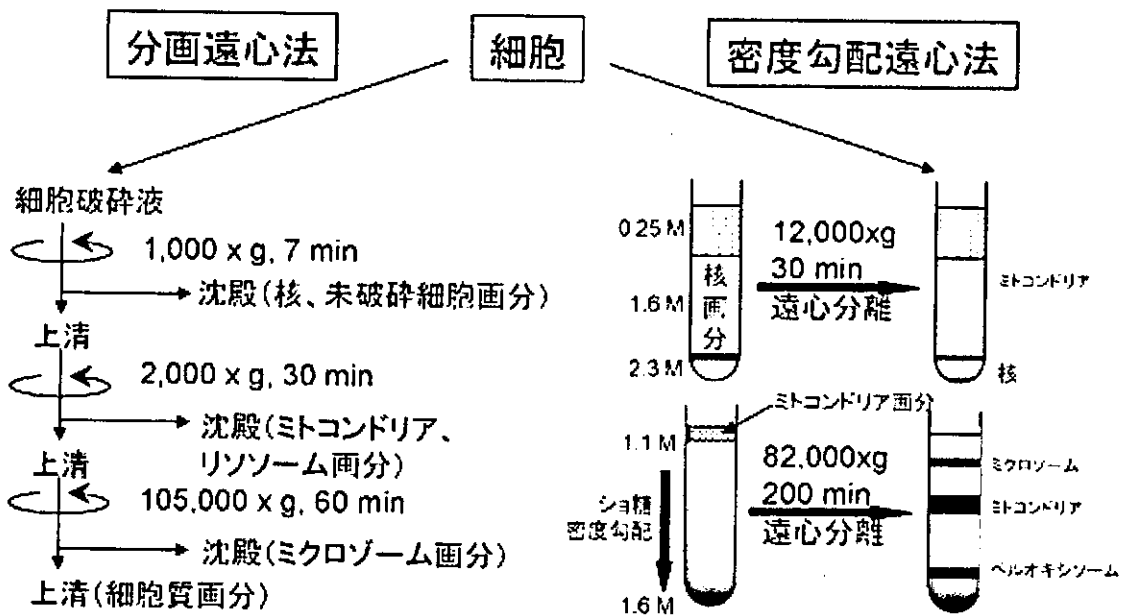 分画遠心法
細胞
密度勾配遠心法
細胞破砕液
1,000 x g, 7 min
沈殿(核、未破砕細胞画分)
上清
2,000 x g, 30 min
沈殿(ミトコンドリア、
リソソーム画分)
上清
105,000 x g, 60 min
沈殿(ミクロゾーム画分)
上清(細胞質画分)
0.25 M
1.6 M
2.3 M
核
画
分
12,000xg
30 min
遠心分離
ミトコンドリア
核
ミトコンドリア画分
1.1 M
ショ糖
密度勾配
1.6 M
82,000xg
200 min
遠心分離
ミクロゾーム
ミトコンドリア
ペルオキシソーム